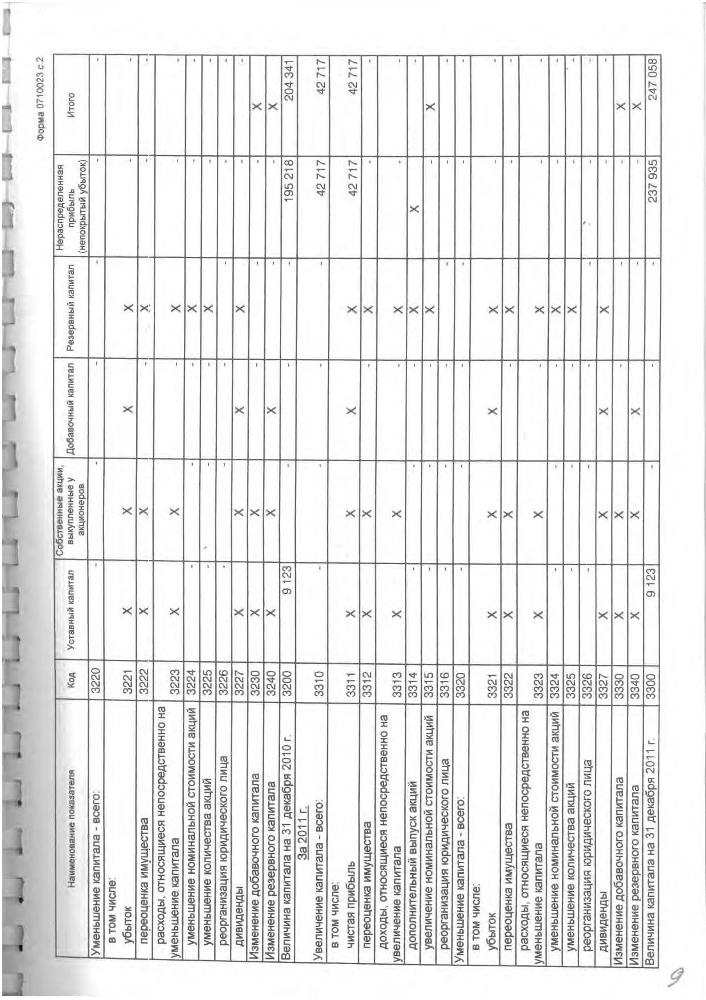 Форма 0710023 с.2
Наименование показателя Код Уставный капитал Собственные акции, выкупленные у акционеров Добавочный капитал Резервный капитал Нераспределенная прибыль (непокрытый убыток) Итого
Уменьшение капитала - всего: 3220 - - - - - -
в том числе:
убыток 3221 X X X X - -
переоценка имущества 3222 X X - X - -
расходы, относящиеся непосредственно на
уменьшение капитала 3223 X X - X - -
уменьшение номинальной стоимости акций 3224 - - - X - -
уменьшение количества акций 3225 - - - X - -
реорганизация юридического лица 3226 - - - - - -
дивиденды 3227 X X X X - -
Изменение добавочного капитала 3230 X X - - - X
Изменение резервного капитала 3240 X X X - - X
Величина капитала на 31 декабря 2010 г. 3200 9 123 - - - 195 218 204 341
За 2011 г.
Увеличение капитала - всего: 3310 - - - - 42 717 42 717
в том числе:
чистая прибыль 3311 X X X X 42 717 42 717
переоценка имущества 3312 X X - X - -
доходы, относящиеся непосредственно на
увеличение капитала 3313 X X - X - -
дополнительный выпуск акций 3314 - - - X X -
увеличение номинальной стоимости акций 3315 - - - X - X
реорганизация юридического лица 3316 - - - - - -
Уменьшение капитала - всего: 3320 - - - - - -
в том числе:
убыток 3321 X X X X - -
переоценка имущества 3322 X X - X - -
расходы, относящиеся непосредственно на
уменьшение капитала 3323 X X - X - -
уменьшение номинальной стоимости акций 3324 - - - X - -
уменьшение количества акций 3325 - - - X - -
реорганизация юридического лица 3326 - - - - - -
дивиденды 3327 X X X X - -
Изменение добавочного капитала 3330 X X - - - X
Изменение резервного капитала 3340 X X X - - X
Величина капитала на 31 декабря 2011 г. 3300 9 123 - - - 237 935 247 058
9